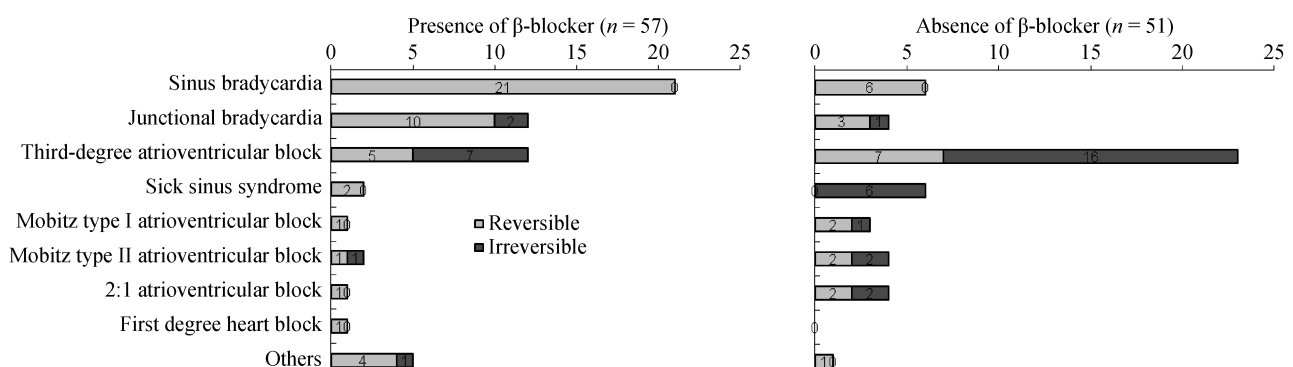 Presence of β-blocker (n = 57)
0 5 10 15 20 25
Absence of β-blocker (n = 51)
0 5 10 15 20 25
Sinus bradycardia 21 0 6 0
Junctional bradycardia 10 2 3 1
Third-degree atrioventricular block 5 7 7 16
Sick sinus syndrome 2 0 0 6
Mobitz type I atrioventricular block 1 0 2 1
Reversible
Irreversible
Mobitz type II atrioventricular block 1 1 2 2
2:1 atrioventricular block 1 0 2 2
First degree heart block 1 0 0
Others 4 1 1 0